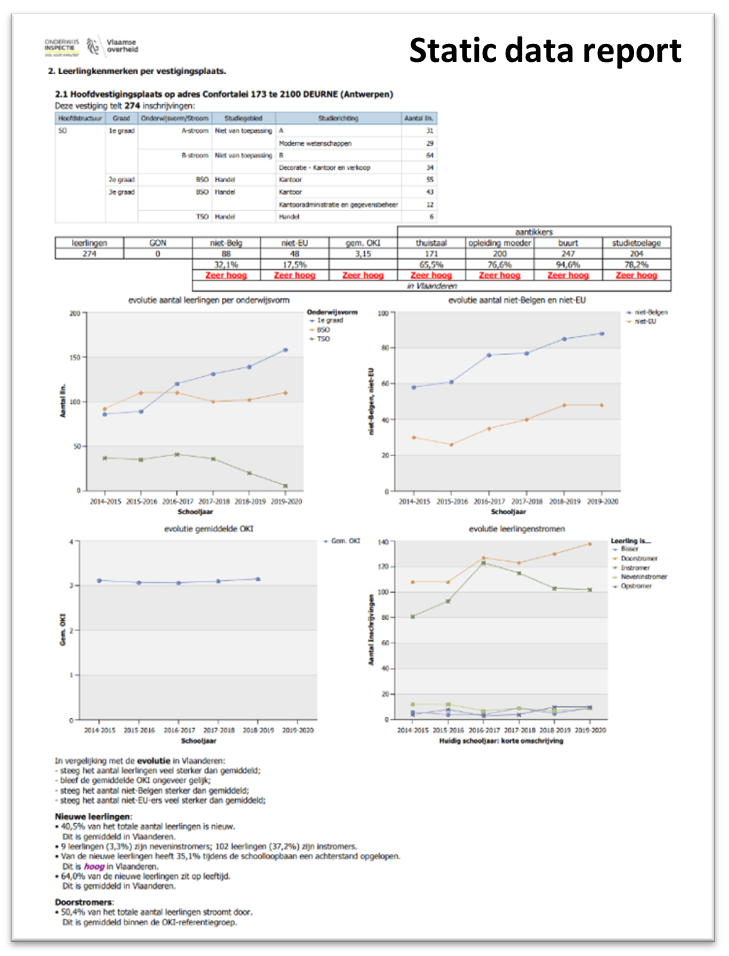 Static data report
ONDERWIJS
INSPECTIE
Vlaamse
overheid
2. Leerlingkenmerken per vestigingsplaats.
2.1 Hoofdvestigingsplaats op adres Confortalei 173 te 2100 DEURNE (Antwerpen)
Deze vestiging telt 274 inschrijvingen:
Hoofdstructuur Graad Onderwijsvorm/Stroom Studiegebied Studierichting Aantal lln.
SO 1e graad A-stroom Niet van toepassing A 31
Moderne wetenschappen 29
B-stroom Niet van toepassing B 64
Decoratie - Kantoor en verkoop 34
2e graad BSO Handel Kantoor 55
3e graad BSO Handel Kantoor 43
Kantooradministratie en gegevensbeheer 12
TSO Handel Handel 6
aantikkers
leerlingen GON niet-Belg niet-EU gem. OKI thuistaal opleiding moeder buurt studietoelage
274 0 88 48 3,15 171 200 247 204
32,1% 17,5% 65,5% 76,6% 94,6% 78,2%
Zeer hoog Zeer hoog Zeer hoog Zeer hoog Zeer hoog Zeer hoog Zeer hoog
in Vlaanderen
evolutie aantal leerlingen per onderwijsvorm
200
150
100
50
0
Aantal lln.
2014-2015 2015-2016 2016-2017 2017-2018 2018-2019 2019-2020
Schooljaar
Onderwijsvorm
1e graad
BSO
TSO
evolutie aantal niet-Belgen en niet-EU
100
80
60
40
20
0
niet-Belgen, niet-EU
2014-2015 2015-2016 2016-2017 2017-2018 2018-2019 2019-2020
Schooljaar
niet-Belgen
niet-EU
evolutie gemiddelde OKI
4
3
2
1
0
Gem. OKI
2014-2015 2015-2016 2016-2017 2017-2018 2018-2019 2019-2020
Schooljaar
Gem. OKI
evolutie leerlingenstromen
140
120
100
80
60
40
20
0
Aantal Inschrijvingen
2014-2015 2015-2016 2016-2017 2017-2018 2018-2019 2019-2020
Huidig schooljaar: korte omschrijving
Leerling is...
Bisser
Doorstromer
Instromer
Neveninstromer
Opstromer
In vergelijking met de evolutie in Vlaanderen:
- steeg het aantal leerlingen veel sterker dan gemiddeld;
- bleef de gemiddelde OKI ongeveer gelijk;
- steeg het aantal niet-Belgen sterker dan gemiddeld;
- steeg het aantal niet-EU-ers veel sterker dan gemiddeld;
Nieuwe leerlingen:
• 40,5% van het totale aantal leerlingen is nieuw.
Dit is gemiddeld in Vlaanderen.
• 9 leerlingen (3,3%) zijn neveninstromers; 102 leerlingen (37,2%) zijn instromers.
• Van de nieuwe leerlingen heeft 35,1% tijdens de schoolloopbaan een achterstand opgelopen.
Dit is hoog in Vlaanderen.
• 64,0% van de nieuwe leerlingen zit op leeftijd.
Dit is gemiddeld in Vlaanderen.
Doorstromers:
• 50,4% van het totale aantal leerlingen stroomt door.
Dit is gemiddeld binnen de OKI-referentiegroep.